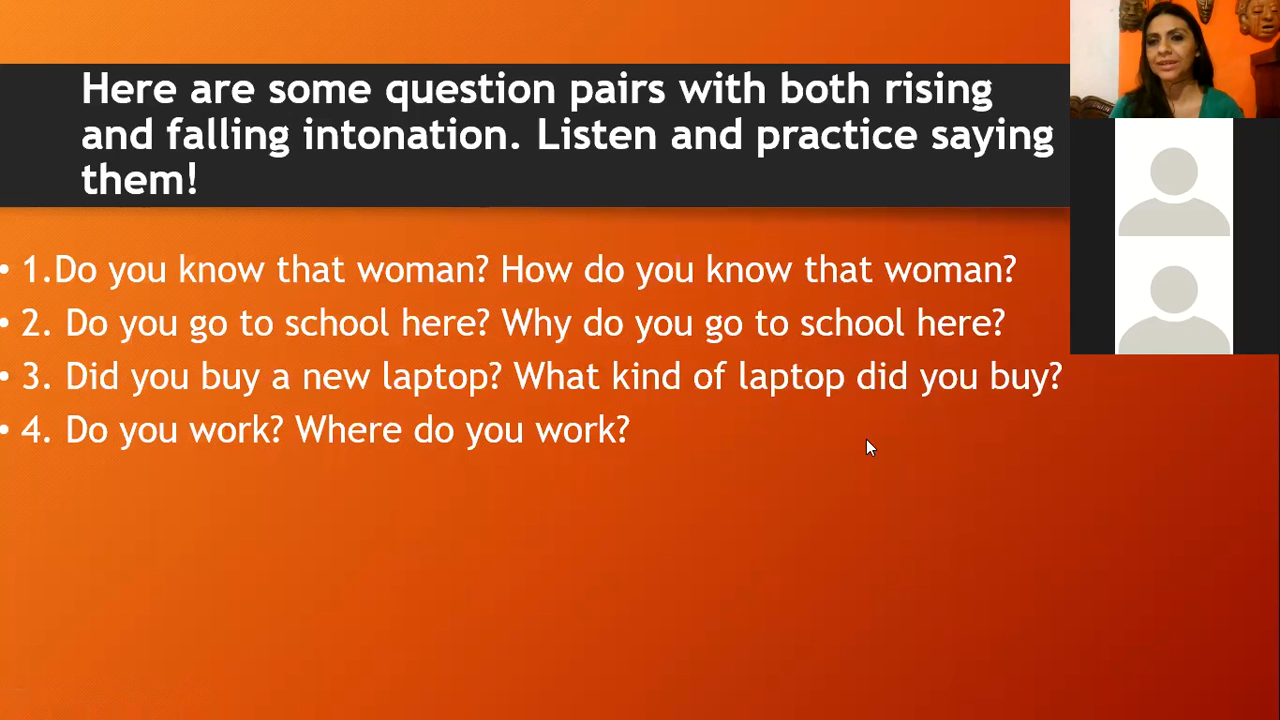 Here are some question pairs with both rising
and falling intonation. Listen and practice saying
them!
• 1.Do you know that woman? How do you know that woman?
• 2. Do you go to school here? Why do you go to school here?
• 3. Did you buy a new laptop? What kind of laptop did you buy?
• 4. Do you work? Where do you work?